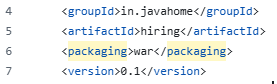 4 <groupId>in.javahome</groupId>
5 <artifactId>hiring</artifactId>
6 <packaging>war</packaging>
7 <version>0.1</version>